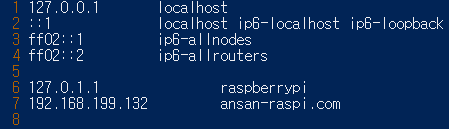 1 127.0.0.1 localhost
2 ::1 localhost ip6-localhost ip6-loopback
3 ff02::1 ip6-allnodes
4 ff02::2 ip6-allrouters
5
6 127.0.1.1 raspberrypi
7 192.168.199.132 ansan-raspi.com
8